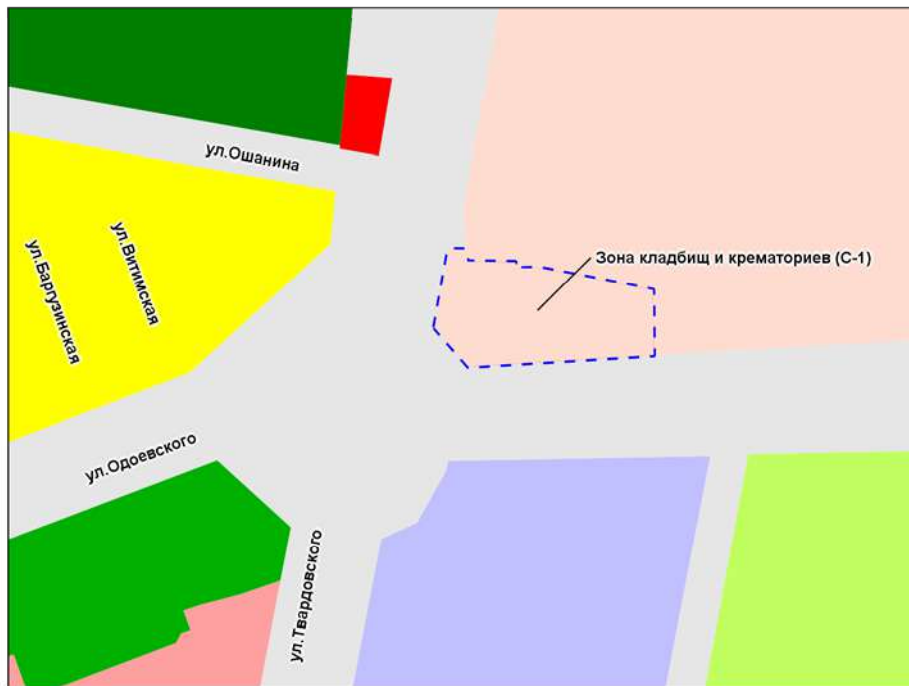 ул.Ошанина
ул.Витимская
ул.Баргузинская
Зона кладбищ и крематориев (С-1)
ул.Одоевского
ул.Твардовского